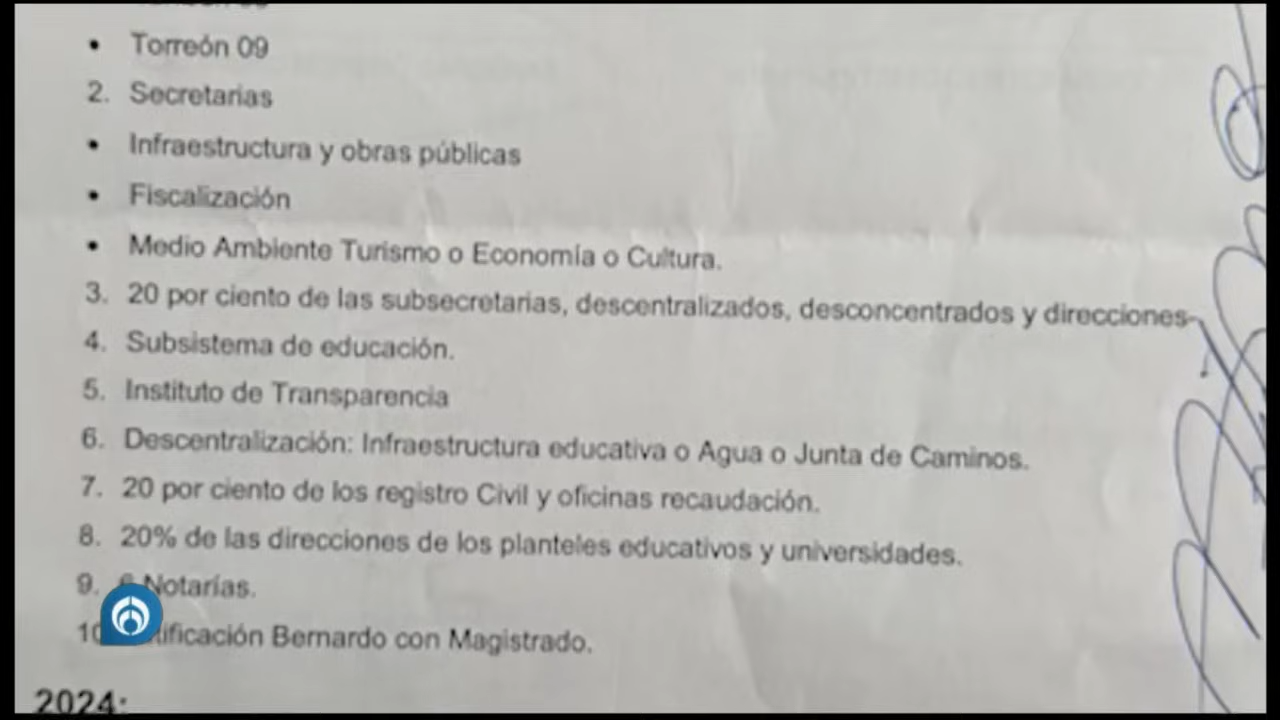 • Torreón 09
2. Secretarias
• Infraestructura y obras públicas
• Fiscalización
• Medio Ambiente Turismo o Economía o Cultura.
3. 20 por ciento de las subsecretarias, descentralizados, desconcentrados y direcciones
4. Subsistema de educación.
5. Instituto de Transparencia
6. Descentralización: Infraestructura educativa o Agua o Junta de Caminos.
7. 20 por ciento de los registro Civil y oficinas recaudación.
8. 20% de las direcciones de los planteles educativos y universidades.
9. Notarías.
10 Bernardo con Magistrado.
2024: